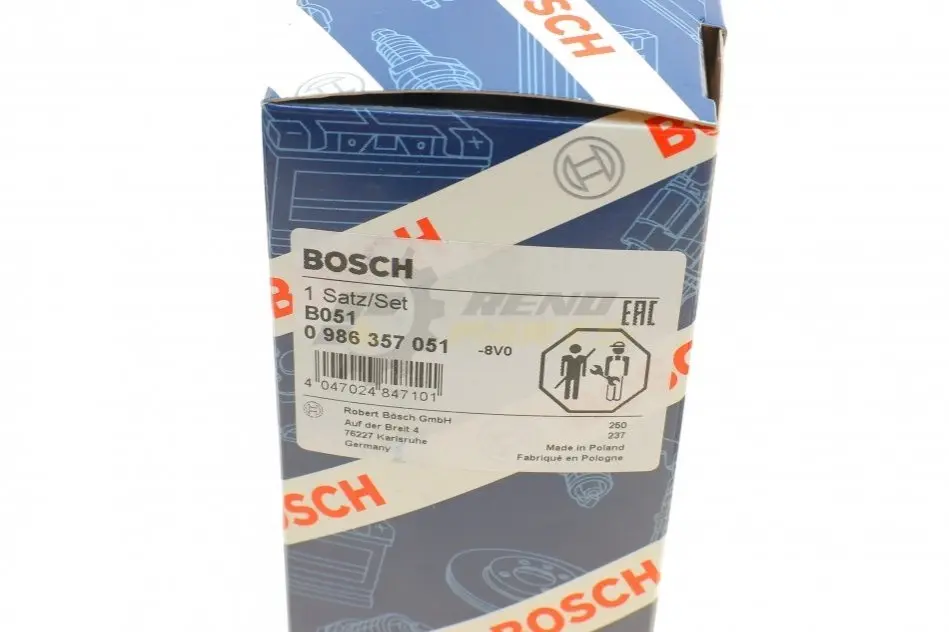 BOSCH
BOSCH
BOSCH
1 Satz/Set
B051
0 986 357 051
-8V0
EAC
4 047024 847101
Robert Bosch GmbH
Auf der Breit 4
76227 Karlsruhe
Germany
250
237
Made in Poland
Fabriqué en Pologne
BOSCH
BOSCH